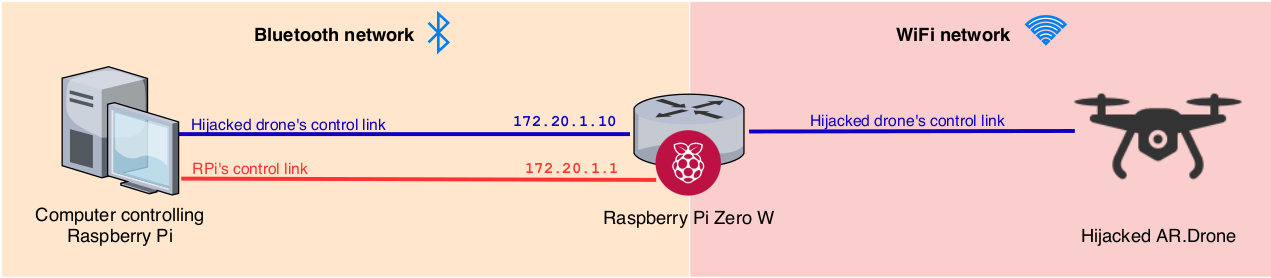 Bluetooth network
WiFi network
Hijacked drone's control link
172.20.1.10
Hijacked drone's control link
RPi's control link
172.20.1.1
Computer controlling
Raspberry Pi
Raspberry Pi Zero W
Hijacked AR.Drone